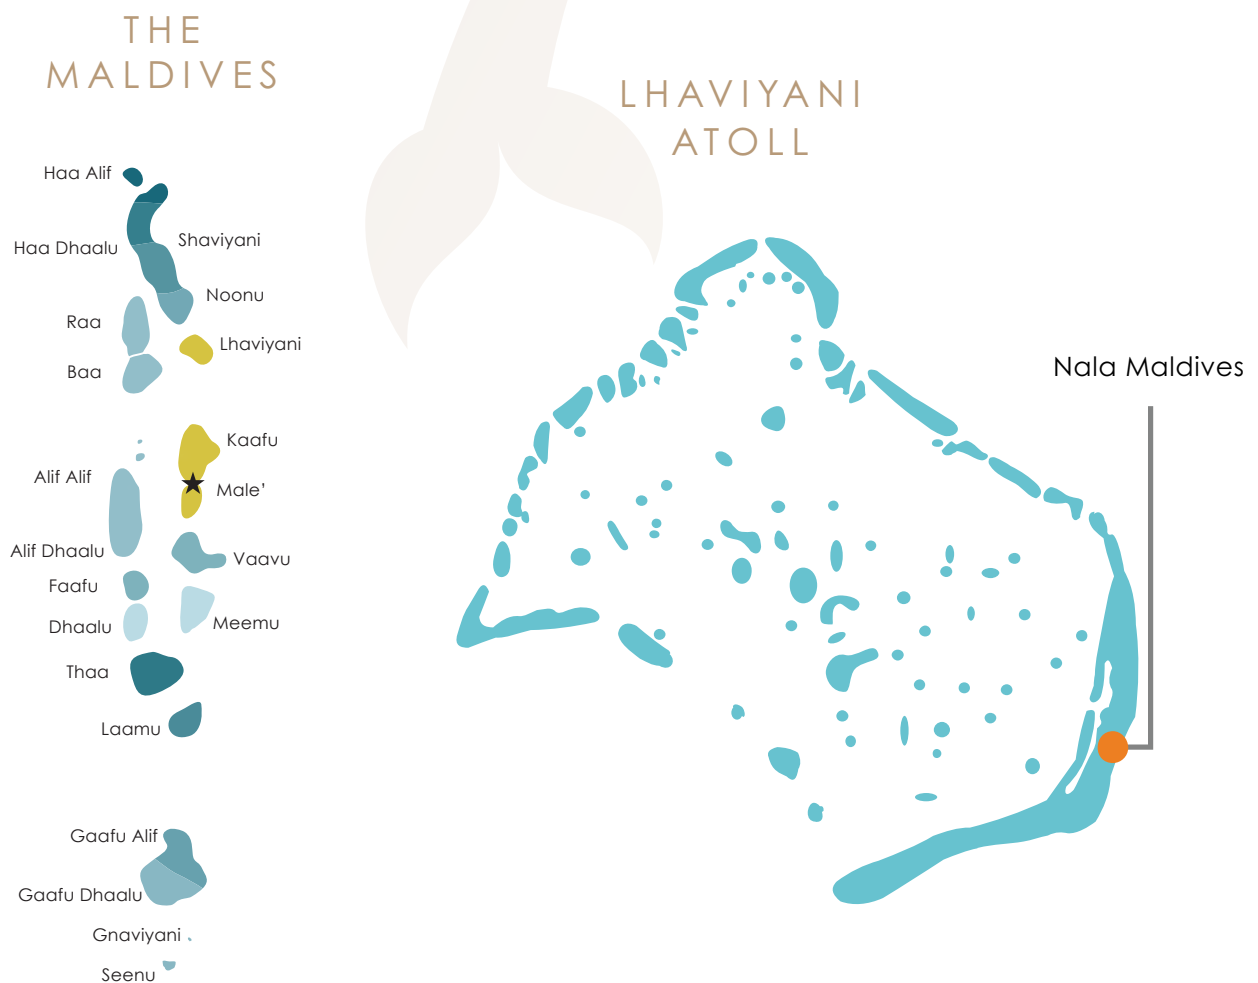 THE
MALDIVES
LHAVIYANI
ATOLL
Haa Alif
Shaviyani
Haa Dhaalu
Noonu
Raa
Lhaviyani
Baa
Nala Maldives
Kaafu
Alif Alif
Male’
Alif Dhaalu
Vaavu
Faafu
Meemu
Dhaalu
Thaa
Laamu
Gaafu Alif
Gaafu Dhaalu
Gnaviyani
Seenu